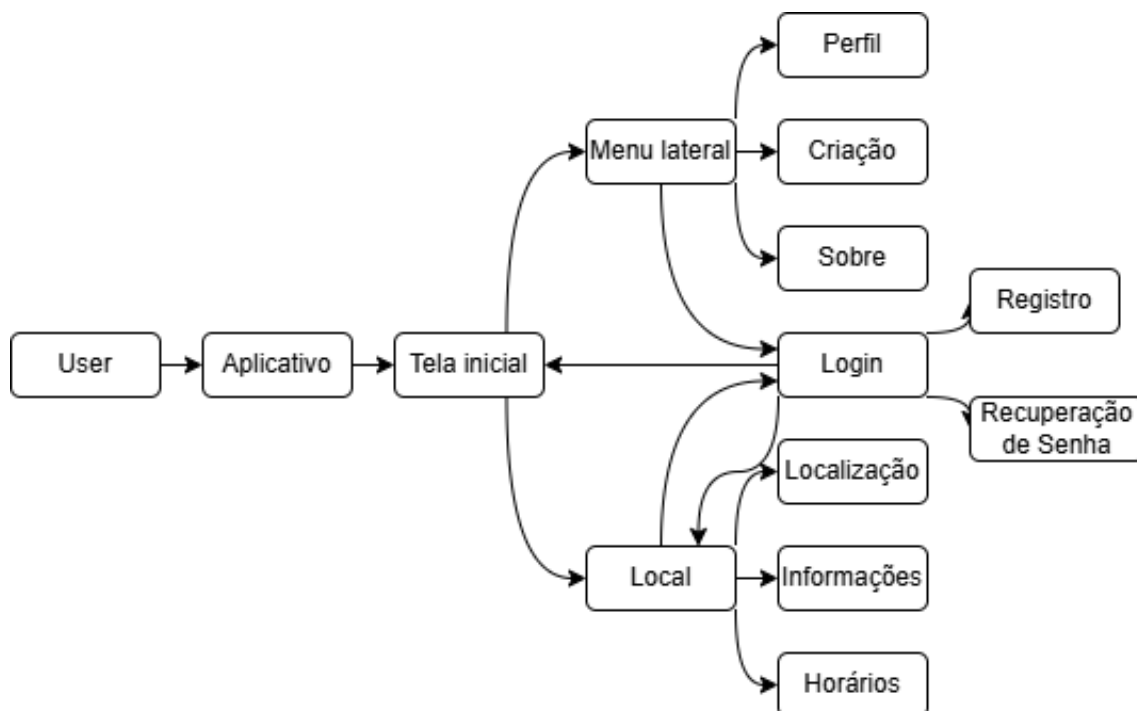 Perfil
Menu lateral
Criação
Sobre
Registro
User
Aplicativo
Tela inicial
Login
Recuperação
de Senha
Localização
Local
Informações
Horários